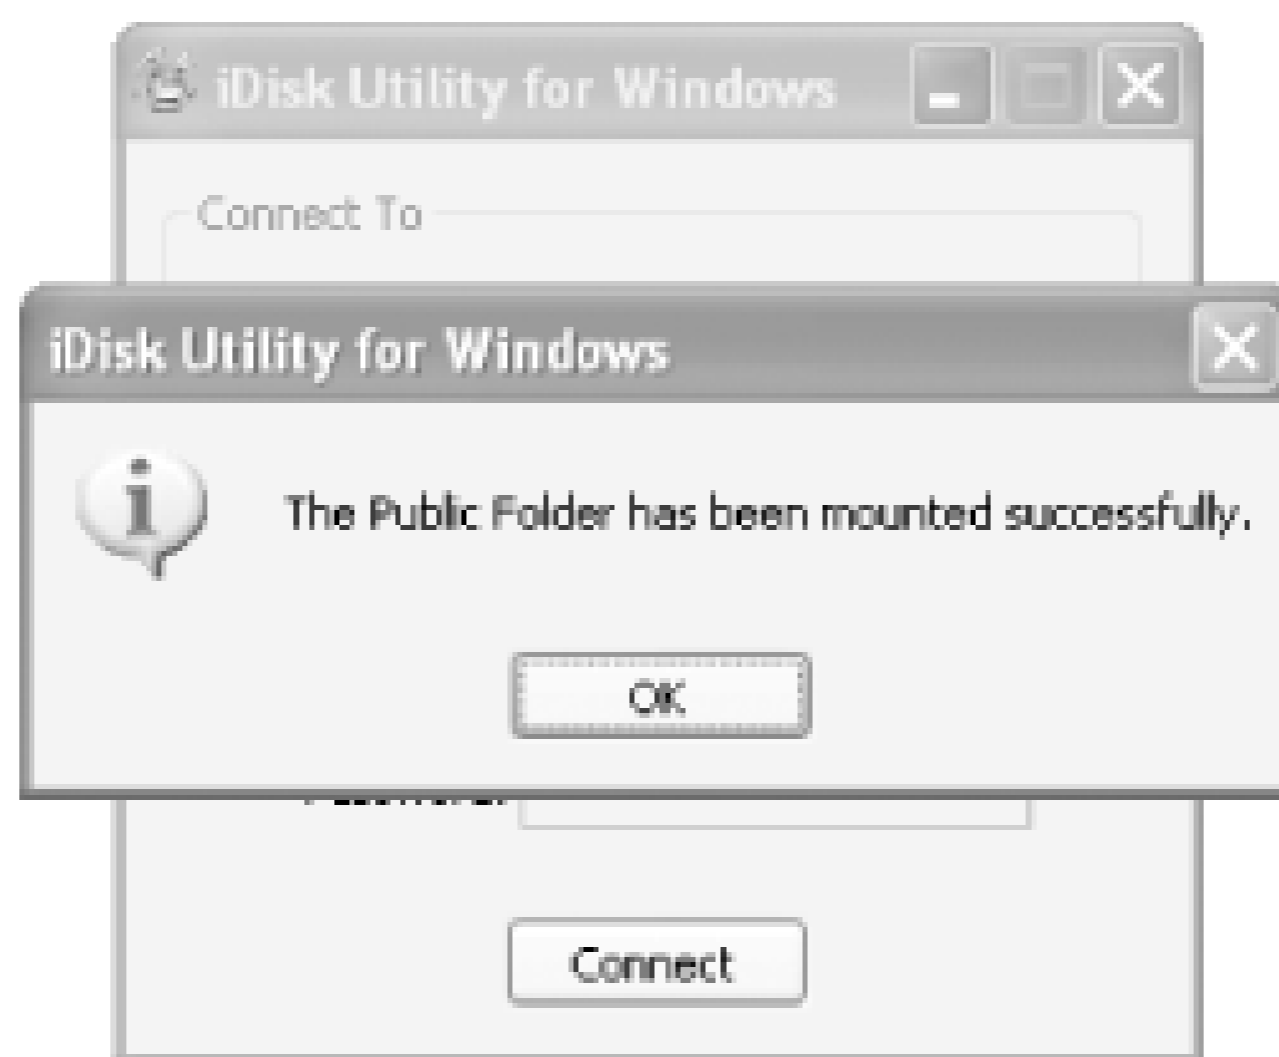 iDisk Utility for Windows
Connect To
iDisk Utility for Windows
The Public Folder has been mounted successfully.
OK
Connect